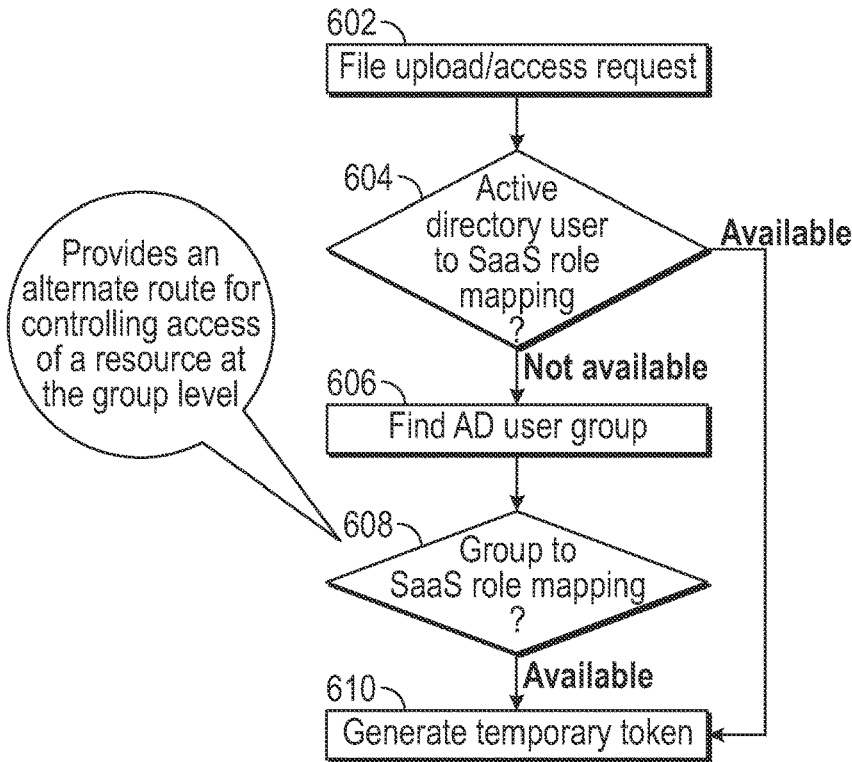 602
File upload/access request
604
Active
directory user
to SaaS role
mapping
?
Available
Provides an
alternate route for
controlling access
of a resource at
the group level
Not available
606
Find AD user group
608
Group to
SaaS role mapping
?
Available
610
Generate temporary token